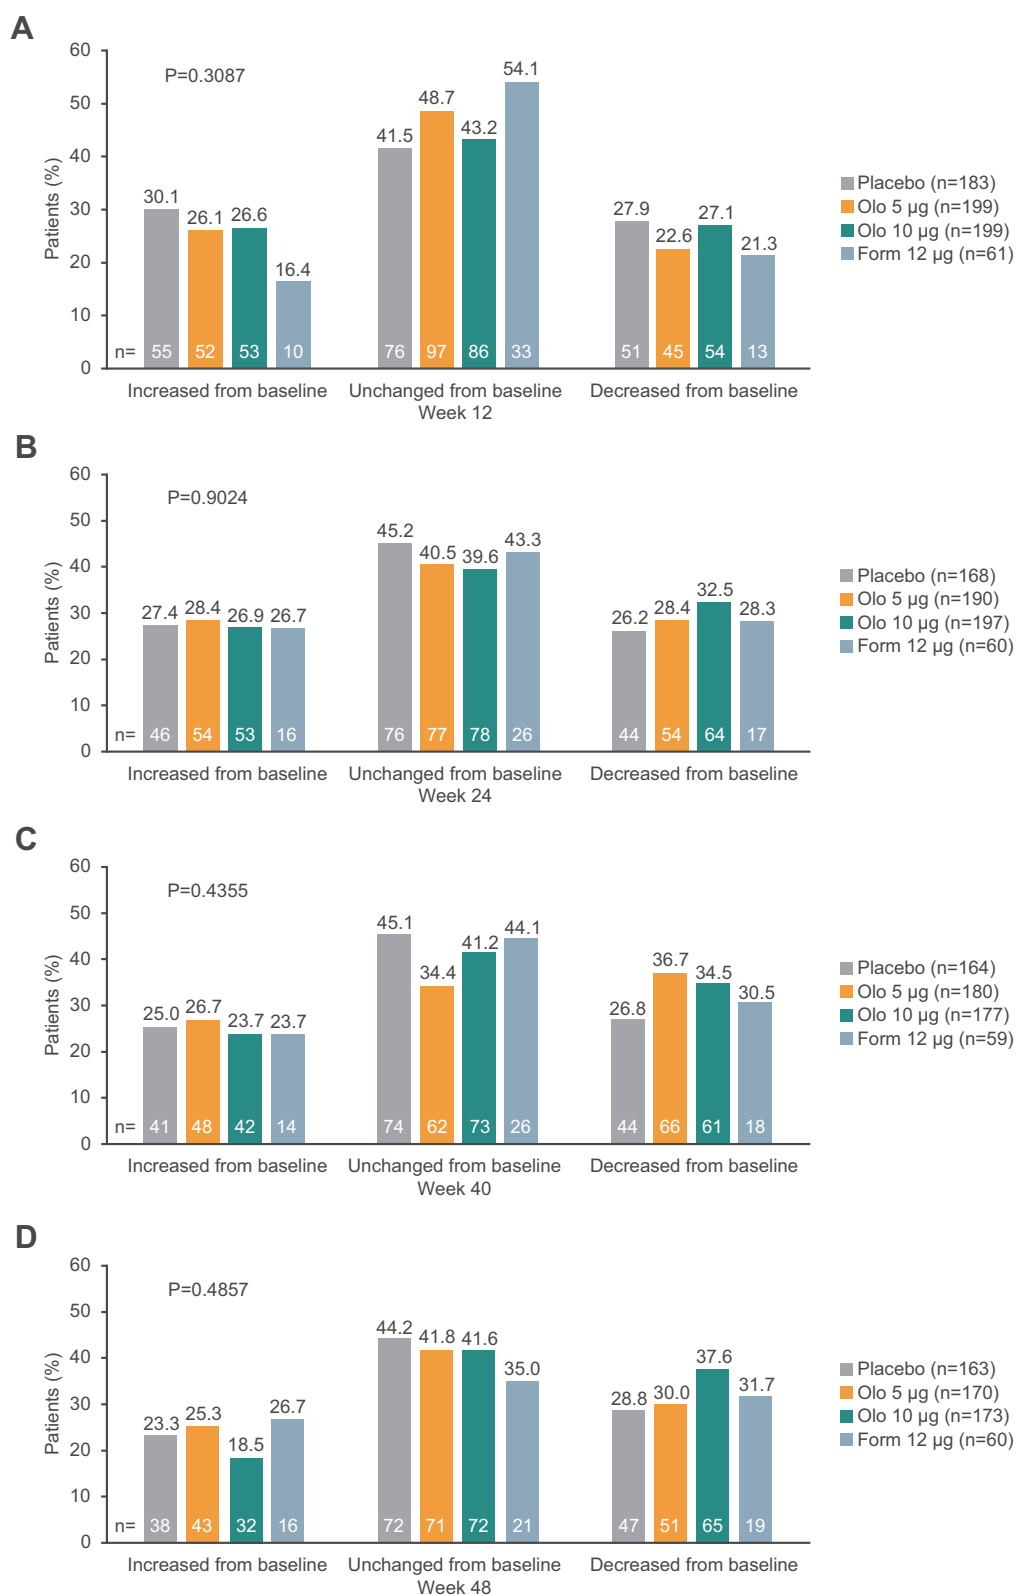 A
60
50
40
30
20
10
0
Patients (%)
P=0.3087
30.1
26.1
26.6
16.4
41.5
48.7
43.2
54.1
27.9
22.6
27.1
21.3
n=
55
52
53
10
76
97
86
33
51
45
54
13
Increased from baseline
Unchanged from baseline
Decreased from baseline
Week 12
Placebo (n=183)
Olo 5 µg (n=199)
Olo 10 µg (n=199)
Form 12 µg (n=61)
B
60
50
40
30
20
10
0
Patients (%)
P=0.9024
27.4
28.4
26.9
26.7
45.2
40.5
39.6
43.3
26.2
28.4
32.5
28.3
n=
46
54
53
16
76
77
78
26
44
54
64
17
Increased from baseline
Unchanged from baseline
Decreased from baseline
Week 24
Placebo (n=168)
Olo 5 µg (n=190)
Olo 10 µg (n=197)
Form 12 µg (n=60)
C
60
50
40
30
20
10
0
Patients (%)
P=0.4355
25.0
26.7
23.7
23.7
45.1
34.4
41.2
44.1
26.8
36.7
34.5
30.5
n=
41
48
42
14
74
62
73
26
44
66
61
18
Increased from baseline
Unchanged from baseline
Decreased from baseline
Week 40
Placebo (n=164)
Olo 5 µg (n=180)
Olo 10 µg (n=177)
Form 12 µg (n=59)
D
60
50
40
30
20
10
0
Patients (%)
P=0.4857
23.3
25.3
18.5
26.7
44.2
41.8
41.6
35.0
28.8
30.0
37.6
31.7
n=
38
43
32
16
72
71
72
21
47
51
65
19
Increased from baseline
Unchanged from baseline
Decreased from baseline
Week 48
Placebo (n=163)
Olo 5 µg (n=170)
Olo 10 µg (n=173)
Form 12 µg (n=60)